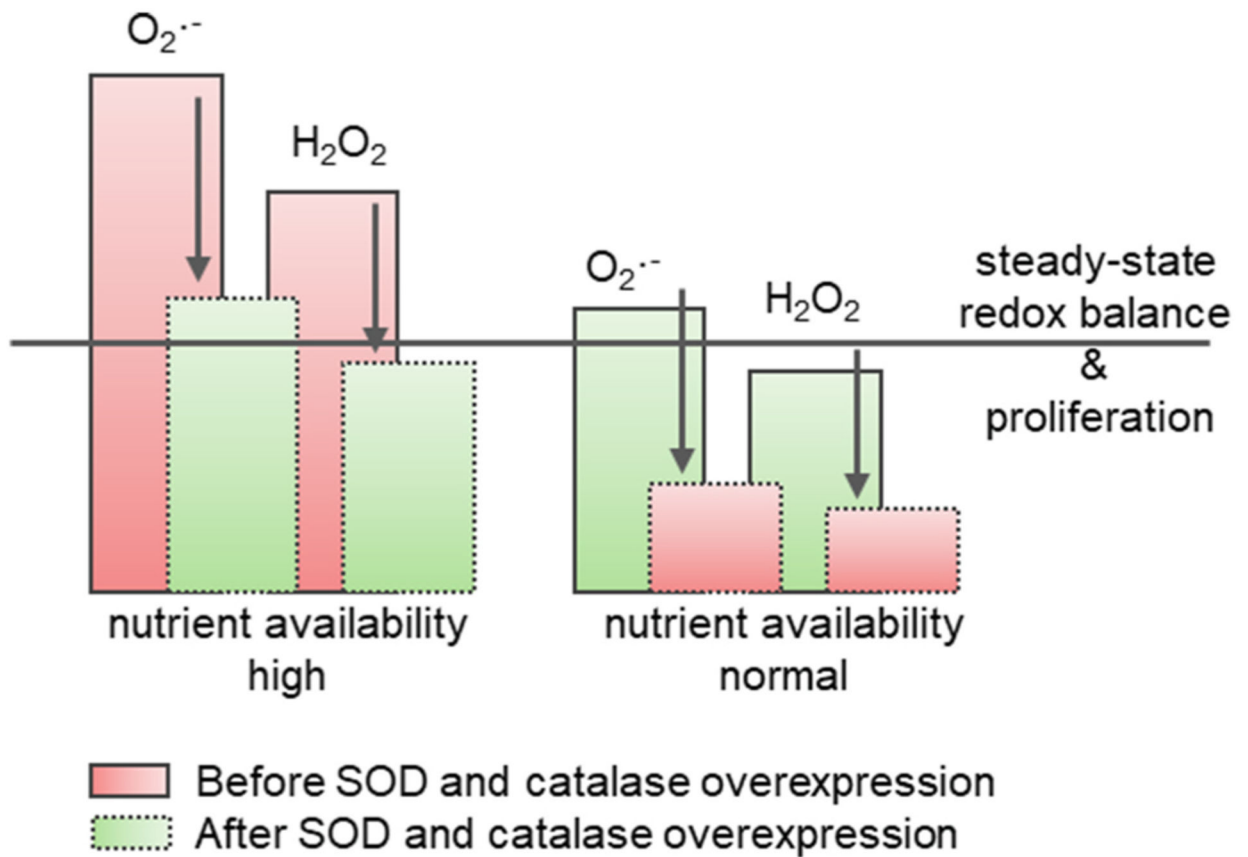 O₂·⁻
H₂O₂
O₂·⁻
H₂O₂
steady-state
redox balance
&
proliferation
nutrient availability
high
nutrient availability
normal
Before SOD and catalase overexpression
After SOD and catalase overexpression